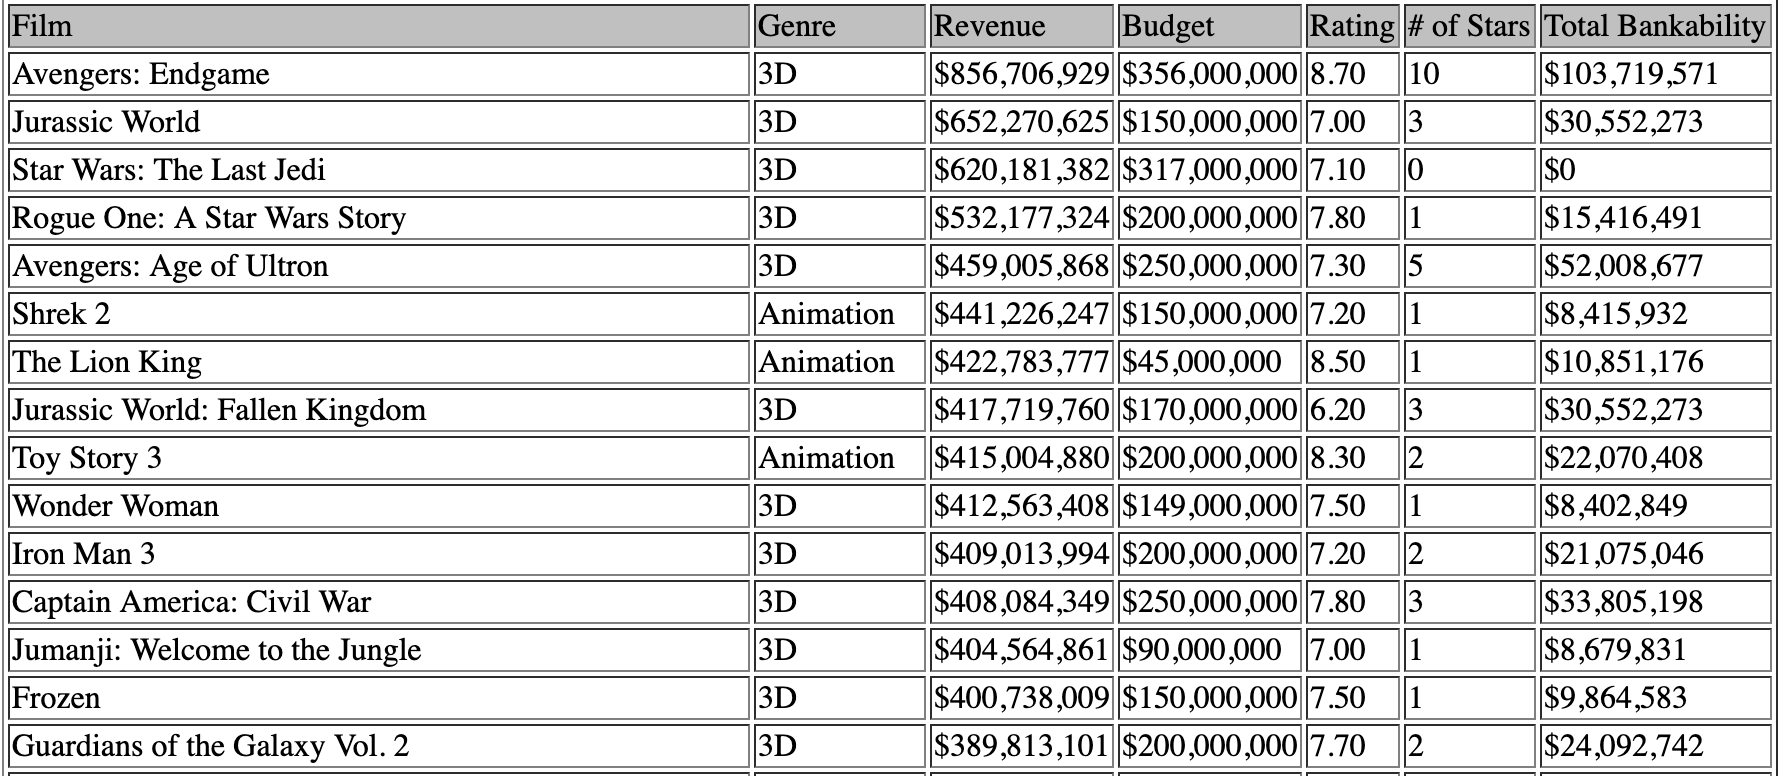 Film Genre Revenue Budget Rating # of Stars Total Bankability
Avengers: Endgame 3D $856,706,929 $356,000,000 8.70 10 $103,719,571
Jurassic World 3D $652,270,625 $150,000,000 7.00 3 $30,552,273
Star Wars: The Last Jedi 3D $620,181,382 $317,000,000 7.10 0 $0
Rogue One: A Star Wars Story 3D $532,177,324 $200,000,000 7.80 1 $15,416,491
Avengers: Age of Ultron 3D $459,005,868 $250,000,000 7.30 5 $52,008,677
Shrek 2 Animation $441,226,247 $150,000,000 7.20 1 $8,415,932
The Lion King Animation $422,783,777 $45,000,000 8.50 1 $10,851,176
Jurassic World: Fallen Kingdom 3D $417,719,760 $170,000,000 6.20 3 $30,552,273
Toy Story 3 Animation $415,004,880 $200,000,000 8.30 2 $22,070,408
Wonder Woman 3D $412,563,408 $149,000,000 7.50 1 $8,402,849
Iron Man 3 3D $409,013,994 $200,000,000 7.20 2 $21,075,046
Captain America: Civil War 3D $408,084,349 $250,000,000 7.80 3 $33,805,198
Jumanji: Welcome to the Jungle 3D $404,564,861 $90,000,000 7.00 1 $8,679,831
Frozen 3D $400,738,009 $150,000,000 7.50 1 $9,864,583
Guardians of the Galaxy Vol. 2 3D $389,813,101 $200,000,000 7.70 2 $24,092,742